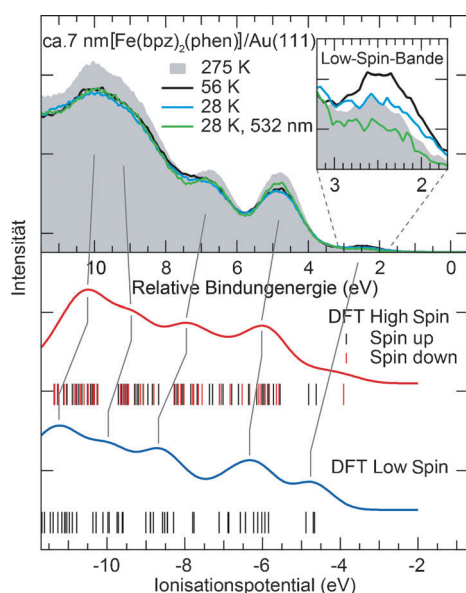 ca.7 nm[Fe(bpz)₂(phen)]/Au(111)
275 K
56 K
28 K
28 K, 532 nm
Low-Spin-Bande
3 2
Intensität
10 8 6 4 2 0
Relative Bindungenergie (eV)
DFT High Spin
Spin up
Spin down
DFT Low Spin
-10 -8 -6 -4 -2
Ionisationspotential (eV)